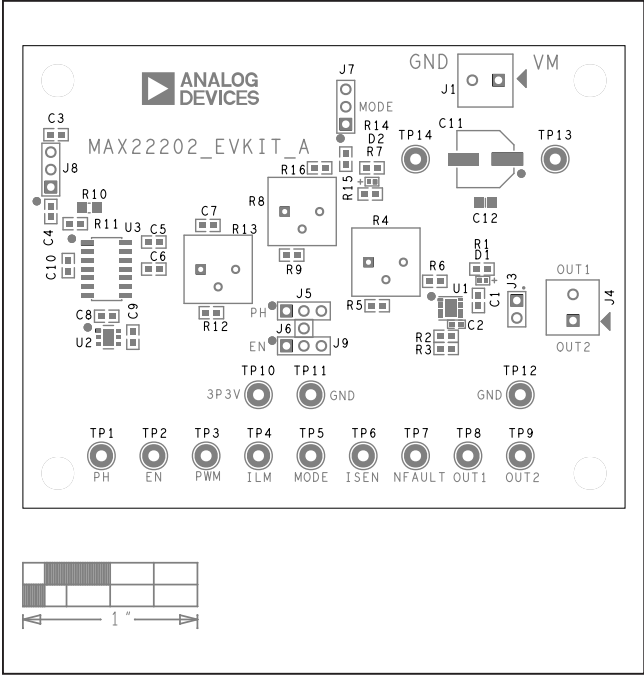 GND VM
J1
ANALOG
DEVICES
J7
MODE
R14
D2
R7
C11
TP14
TP13
C3
MAX22202_EVKIT_A
J8
R16
R15
R10
R8
C12
C4
R11
U3
C7
R13
R4
C5
C10
C6
R9
R6
R1
D1
U1
C1
J3
OUT1
J4
OUT2
C8
C9
U2
R12
PH
J5
J6
EN
J9
R5
C2
R2
R3
TP10
3P3V
TP11
GND
TP12
GND
TP1 TP2 TP3 TP4 TP5 TP6 TP7 TP8 TP9
PH EN PWM ILM MODE ISEN NFAULT OUT1 OUT2
1"